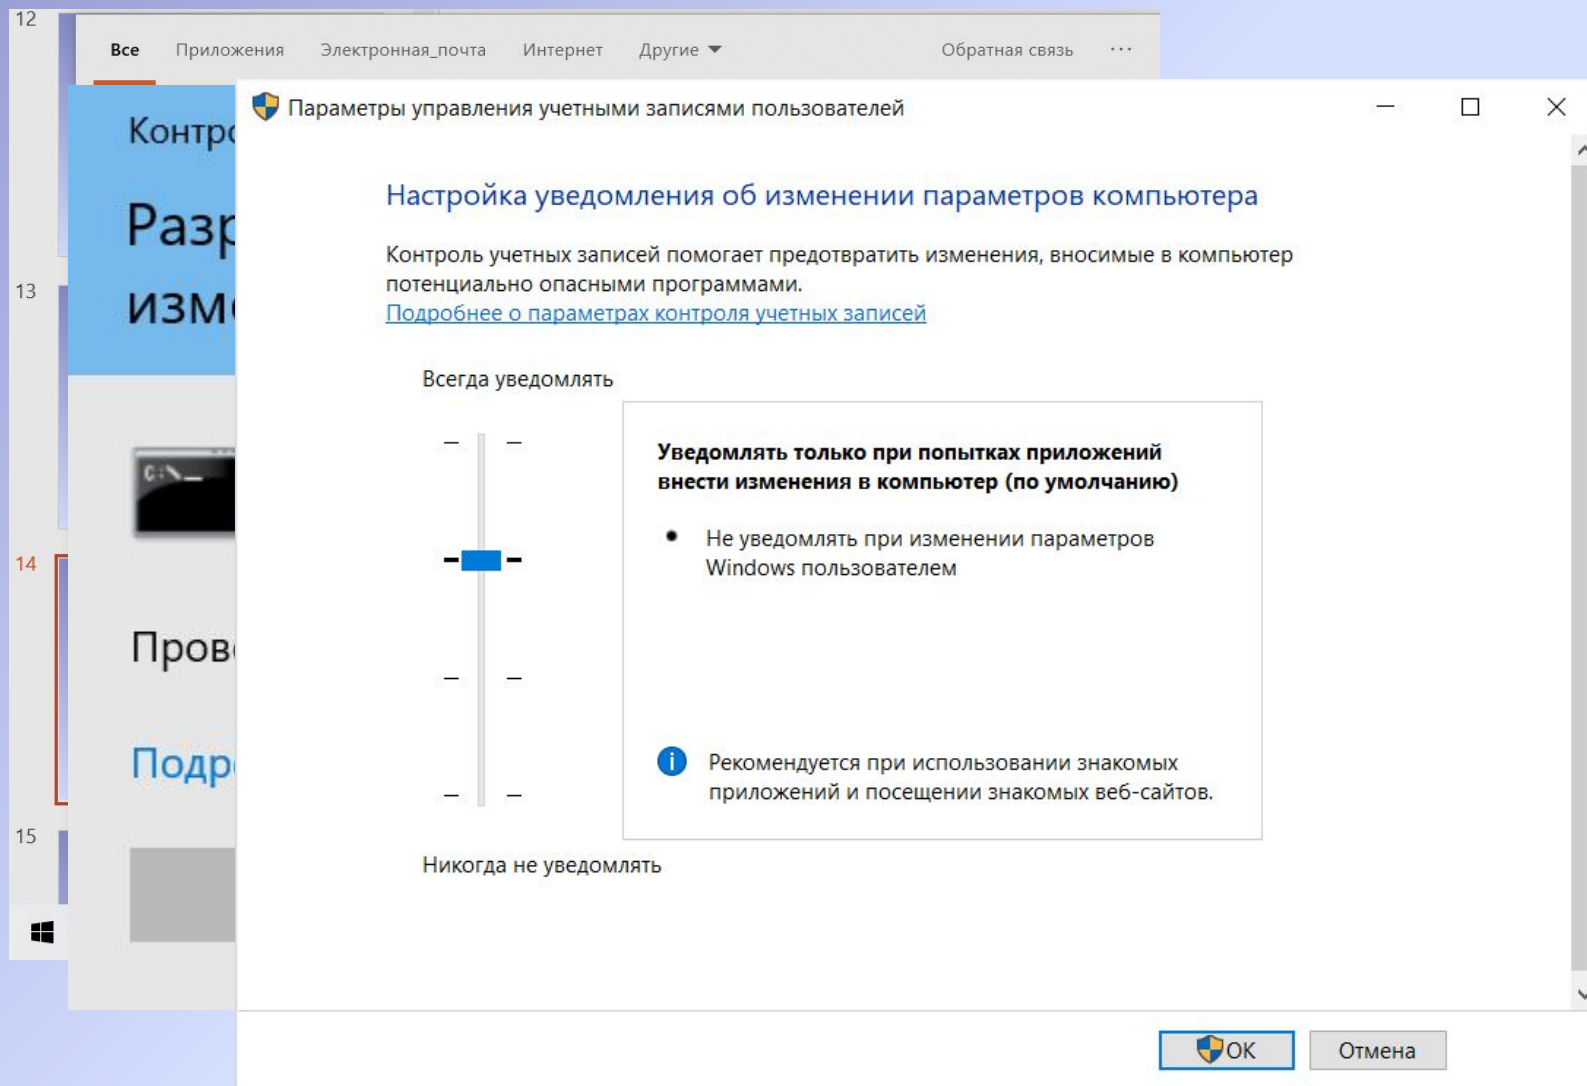 12
Все Приложения Электронная_почта Интернет Другие Обратная связь ...
Параметры управления учетными записями пользователей
Настройка уведомления об изменении параметров компьютера
Контроль учетных записей помогает предотвратить изменения, вносимые в компьютер
потенциально опасными программами.
Подробнее о параметрах контроля учетных записей
13
Всегда уведомлять
C:\_
Уведомлять только при попытках приложений
внести изменения в компьютер (по умолчанию)
Не уведомлять при изменении параметров
Windows пользователем
14
Рекомендуется при использовании знакомых
приложений и посещении знакомых веб-сайтов.
15
Никогда не уведомлять
OK Отмена